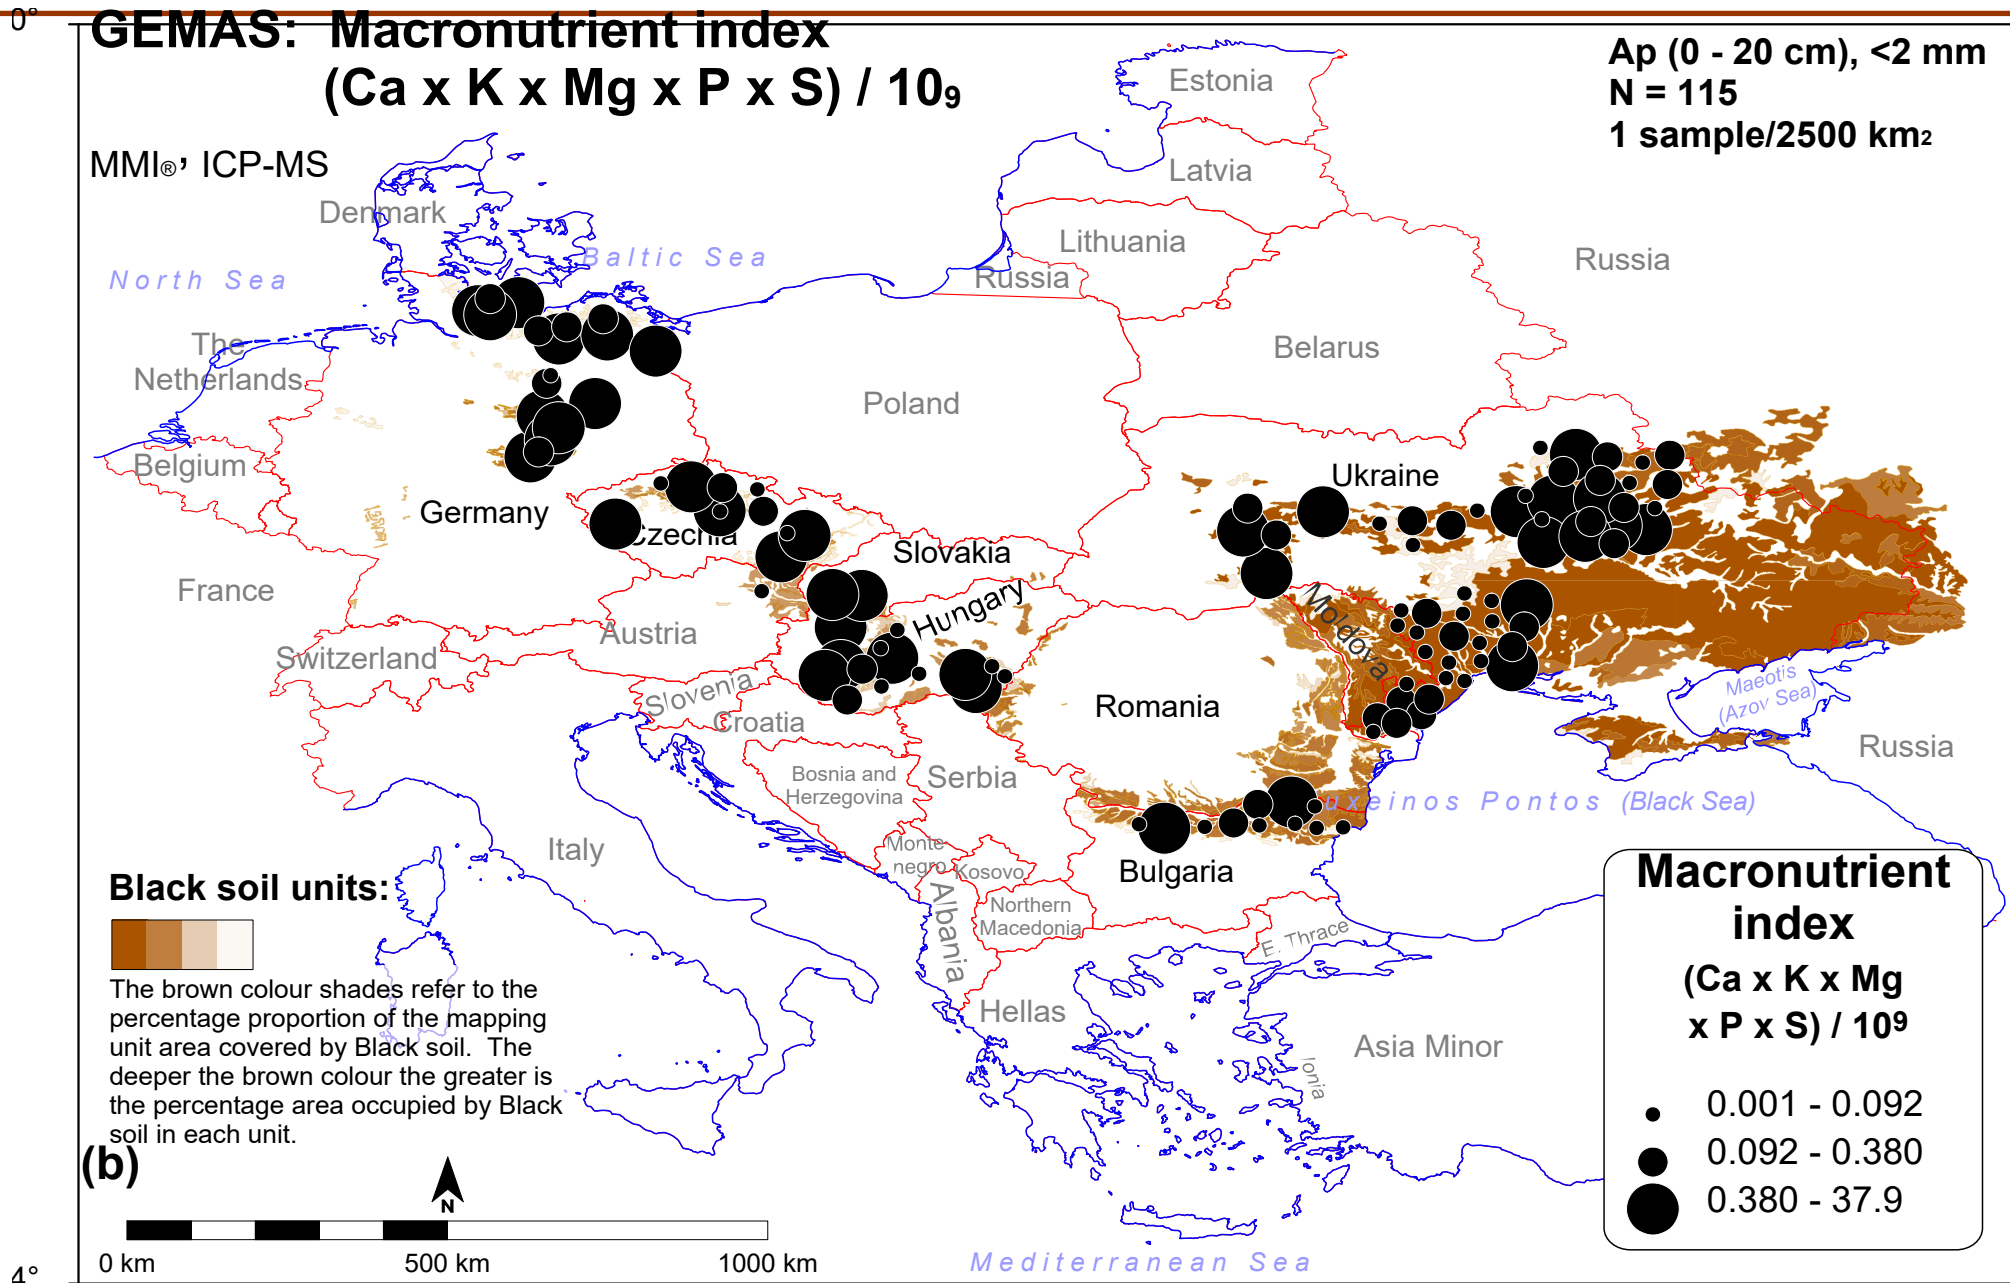 0°
GEMAS: Macronutrient index
(Ca x K x Mg x P x S) / 10₉
Ap (0 - 20 cm), <2 mm
N = 115
1 sample/2500 km₂
MMI®, ICP-MS
Estonia
Latvia
Denmark
Lithuania
Baltic Sea
Russia
North Sea
Russia
The
Netherlands
Belarus
Poland
Belgium
Ukraine
Germany
Czechia
Slovakia
France
Hungary
Moldova
Austria
Switzerland
Slovenia
Croatia
Romania
Maeotis
(Azov Sea)
Russia
Bosnia and
Herzegovina
Serbia
uxeinos Pontos (Black Sea)
Italy
Monte
negro
Kosovo
Bulgaria
Albania
Northern
Macedonia
E. Thrace
Hellas
Asia Minor
Ionia
Mediterranean Sea
Black soil units:
The brown colour shades refer to the
percentage proportion of the mapping
unit area covered by Black soil. The
deeper the brown colour the greater is
the percentage area occupied by Black
soil in each unit.
(b)
N
0 km
500 km
1000 km
Macronutrient
index
(Ca x K x Mg
x P x S) / 10⁹
0.001 - 0.092
0.092 - 0.380
0.380 - 37.9
4°